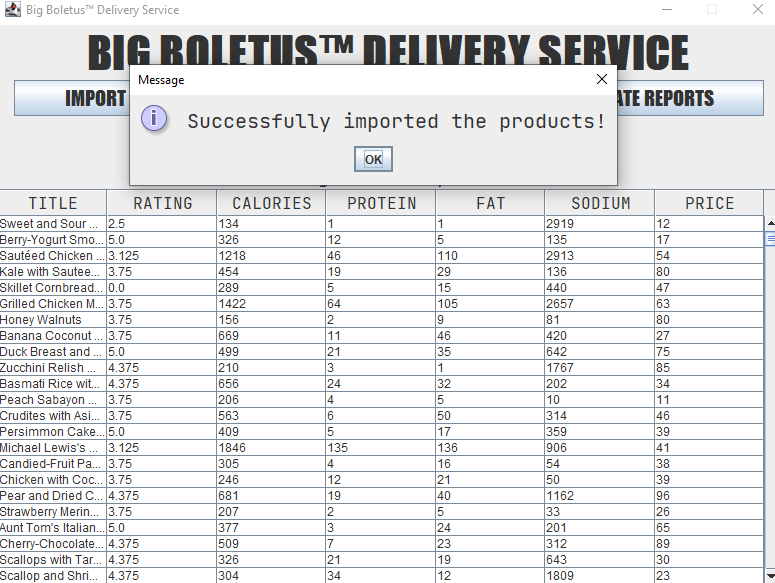 Big Boletus™ Delivery Service
BIG BOLETUS™ DELIVERY SERVICE
Message
IMPORT
ATE REPORTS
i
Successfully imported the products!
OK
TITLE RATING CALORIES PROTEIN FAT SODIUM PRICE
Sweet and Sour ... 2.5 134 1 1 2919 12
Berry-Yogurt Smo... 5.0 326 12 5 135 17
Sautéed Chicken ... 3.125 1218 46 110 2913 54
Kale with Sautee... 3.75 454 19 29 136 80
Skillet Cornbread... 0.0 289 5 15 440 47
Grilled Chicken M... 3.75 1422 64 105 2657 63
Honey Walnuts 3.75 156 2 9 81 80
Banana Coconut ... 3.75 669 11 46 420 27
Duck Breast and ... 5.0 499 21 35 642 75
Zucchini Relish ... 4.375 210 3 1 1767 85
Basmati Rice wit... 4.375 656 24 32 202 34
Peach Sabayon ... 3.75 206 4 5 10 11
Crudites with Asi... 3.75 563 6 50 314 46
Persimmon Cake... 5.0 409 5 17 359 39
Michael Lewis's ... 3.125 1846 135 136 906 41
Candied-Fruit Pa... 3.75 305 4 16 54 38
Chicken with Coc... 3.75 246 12 21 50 39
Pear and Dried C... 4.375 681 19 40 1162 96
Strawberry Merin... 3.75 207 2 5 33 26
Aunt Tom's Italian... 5.0 377 3 24 201 65
Cherry-Chocolate... 4.375 509 7 23 312 89
Scallops with Tar... 4.375 326 21 19 643 30
Scallop and Shri... 4.375 304 34 12 1809 23